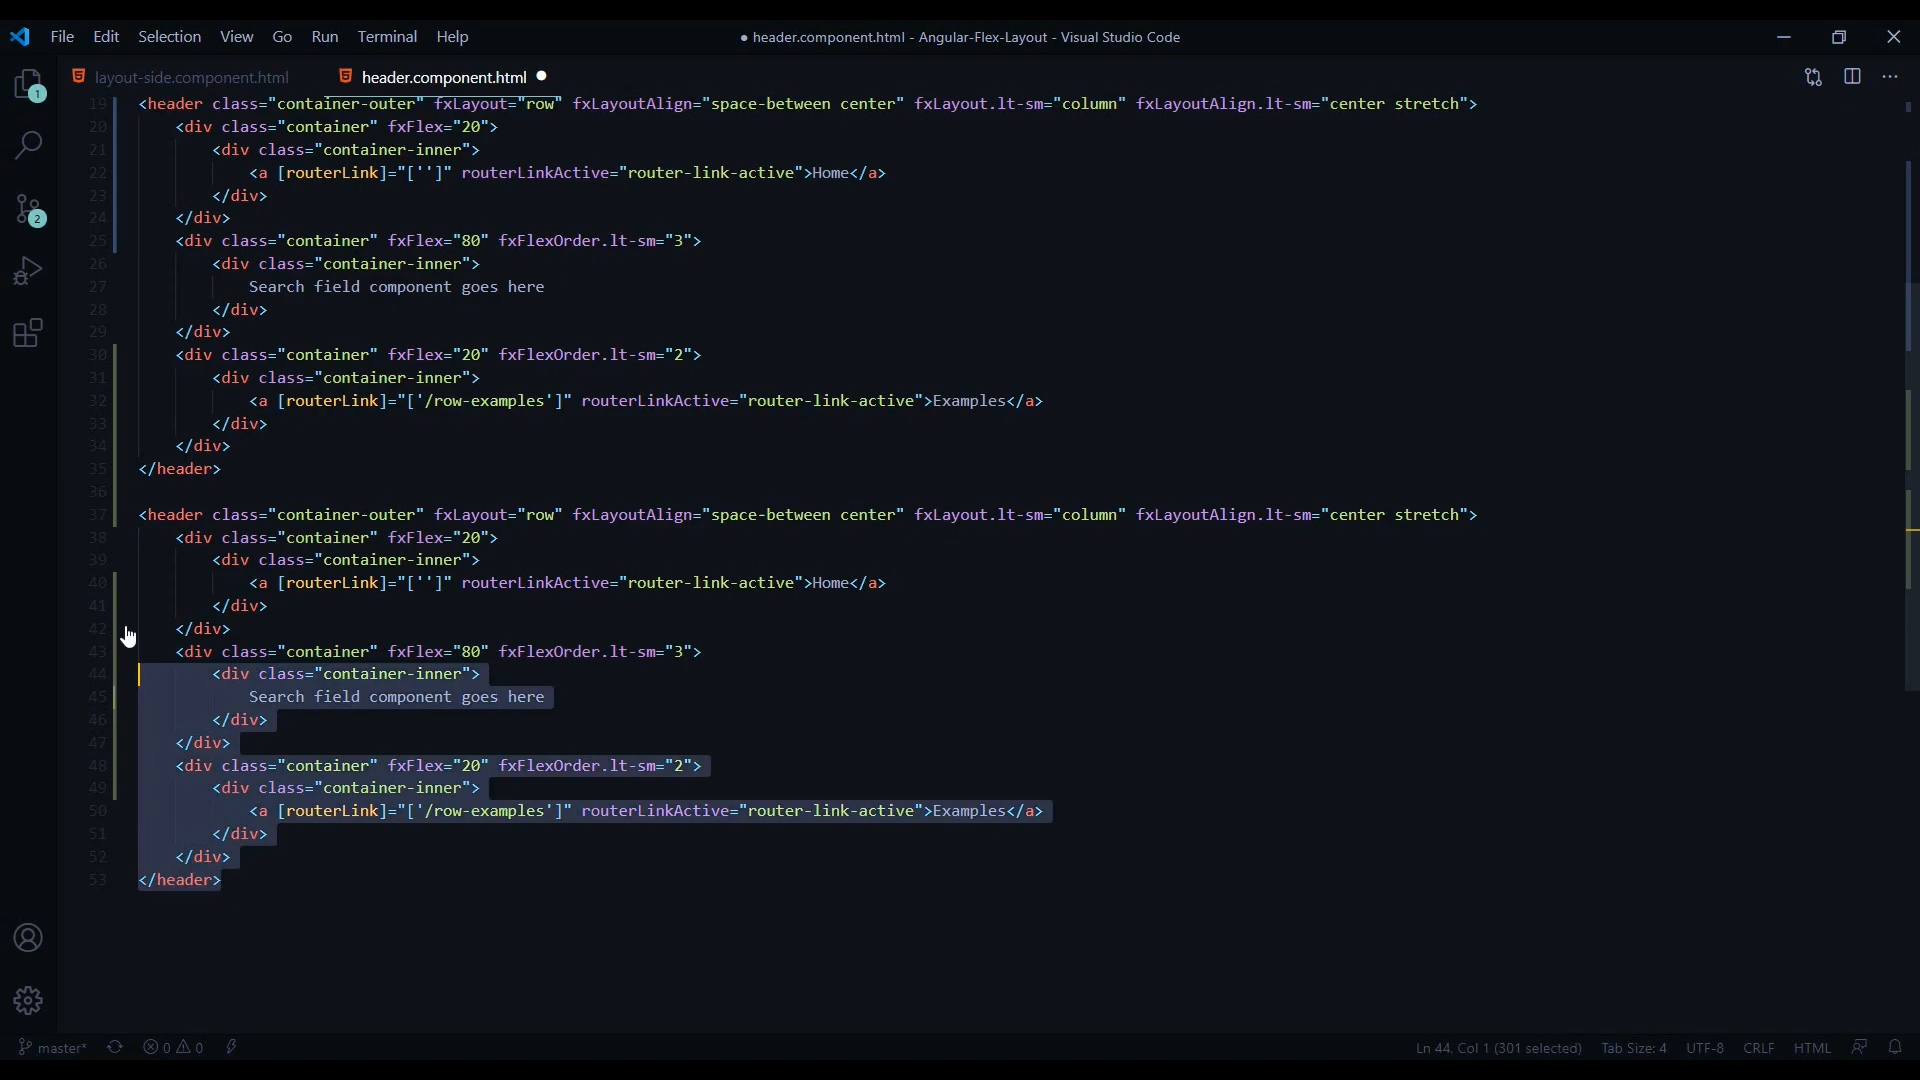 File Edit Selection View Go Run Terminal Help
● header.component.html - Angular-Flex-Layout - Visual Studio Code
layout-side.component.html
header.component.html ●
1
2
19 <header class="container-outer" fxLayout="row" fxLayoutAlign="space-between center" fxLayout.lt-sm="column" fxLayoutAlign.lt-sm="center stretch">
20 <div class="container" fxFlex="20">
21 <div class="container-inner">
22 <a [routerLink]="['']" routerLinkActive="router-link-active">Home</a>
23 </div>
24 </div>
25 <div class="container" fxFlex="80" fxFlexOrder.lt-sm="3">
26 <div class="container-inner">
27 Search field component goes here
28 </div>
29 </div>
30 <div class="container" fxFlex="20" fxFlexOrder.lt-sm="2">
31 <div class="container-inner">
32 <a [routerLink]="['/row-examples']" routerLinkActive="router-link-active">Examples</a>
33 </div>
34 </div>
35 </header>
36
37 <header class="container-outer" fxLayout="row" fxLayoutAlign="space-between center" fxLayout.lt-sm="column" fxLayoutAlign.lt-sm="center stretch">
38 <div class="container" fxFlex="20">
39 <div class="container-inner">
40 <a [routerLink]="['']" routerLinkActive="router-link-active">Home</a>
41 </div>
42 </div>
43 <div class="container" fxFlex="80" fxFlexOrder.lt-sm="3">
44 <div class="container-inner">
45 Search field component goes here
46 </div>
47 </div>
48 <div class="container" fxFlex="20" fxFlexOrder.lt-sm="2">
49 <div class="container-inner">
50 <a [routerLink]="['/row-examples']" routerLinkActive="router-link-active">Examples</a>
51 </div>
52 </div>
53 </header>
master* 0 0 Ln 44, Col 1 (301 selected) Tab Size: 4 UTF-8 CRLF HTML